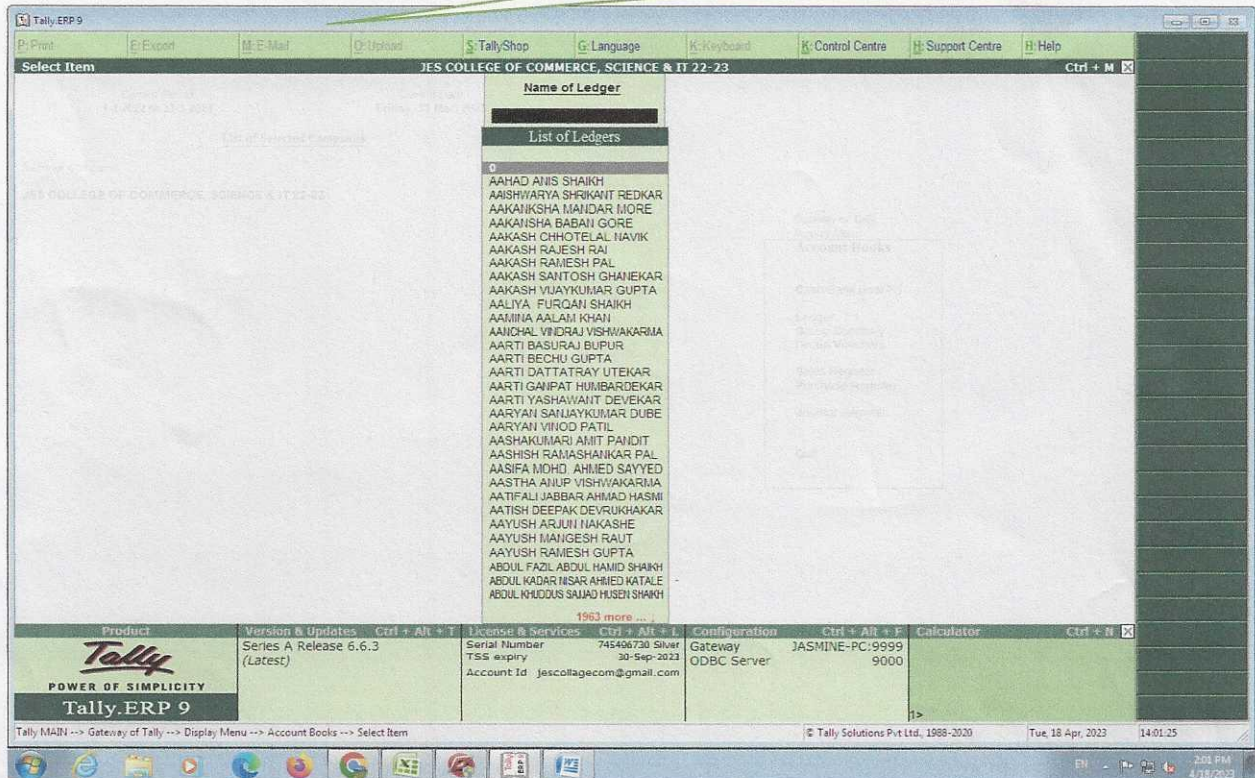 Tally.ERP 9
P: Print E: Export M: E-Mail O: Upload S: TallyShop G: Language K: Keyboard K: Control Centre H: Support Centre H: Help
Select Item JES COLLEGE OF COMMERCE, SCIENCE & IT 22-23 Ctrl + M
Name of Ledger
List of Ledgers
0
AAHAD ANIS SHAIKH
AAISHWARYA SHRIKANT REDKAR
AAKANKSHA MANDAR MORE
AAKANSHA BABAN GORE
AAKASH CHHOTELAL NAVIK
AAKASH RAJESH RAI
AAKASH RAMESH PAL
AAKASH SANTOSH GHANEKAR
AAKASH VIJAYKUMAR GUPTA
AALIYA FURQAN SHAIKH
AAMINA AALAM KHAN
AANCHAL VINDRAJ VISHWAKARMA
AARTI BASURAJ BUPUR
AARTI BECHU GUPTA
AARTI DATTATRAY UTEKAR
AARTI GANPAT HUMBARDEKAR
AARTI YASHAWANT DEVEKAR
AARYAN SANJAYKUMAR DUBE
AARYAN VINOD PATIL
AASHAKUMARI AMIT PANDIT
AASHISH RAMASHANKAR PAL
AASIFA MOHD. AHMED SAYYED
AASTHA ANUP VISHWAKARMA
AATIFALI JABBAR AHMAD HASMI
AATISH DEEPAK DEVRUKHAKAR
AAYUSH ARJUN NAKASHE
AAYUSH MANGESH RAUT
AAYUSH RAMESH GUPTA
ABDUL FAZIL ABDUL HAMID SHAIKH
ABDUL KADAR NISAR AHMED KATALE
ABDUL KHUDDUS SAJJAD HUSEN SHAIKH
1963 more ...
Product Version & Updates Ctrl + Alt + T License & Services Ctrl + Alt + L Configuration Ctrl + Alt + F Calculator Ctrl + N
Tally
POWER OF SIMPLICITY
Tally.ERP 9
Series A Release 6.6.3
(Latest)
Serial Number 745496730 Silver
TSS expiry 30-Sep-2023
Account Id jescollagecom@gmail.com
Gateway JASMINE-PC:9999
ODBC Server 9000
1>
Tally MAIN --> Gateway of Tally --> Display Menu --> Account Books --> Select Item © Tally Solutions Pvt Ltd., 1988-2020 Tue, 18 Apr, 2023 14:01:25
EN 2:01 PM
4/18/2023